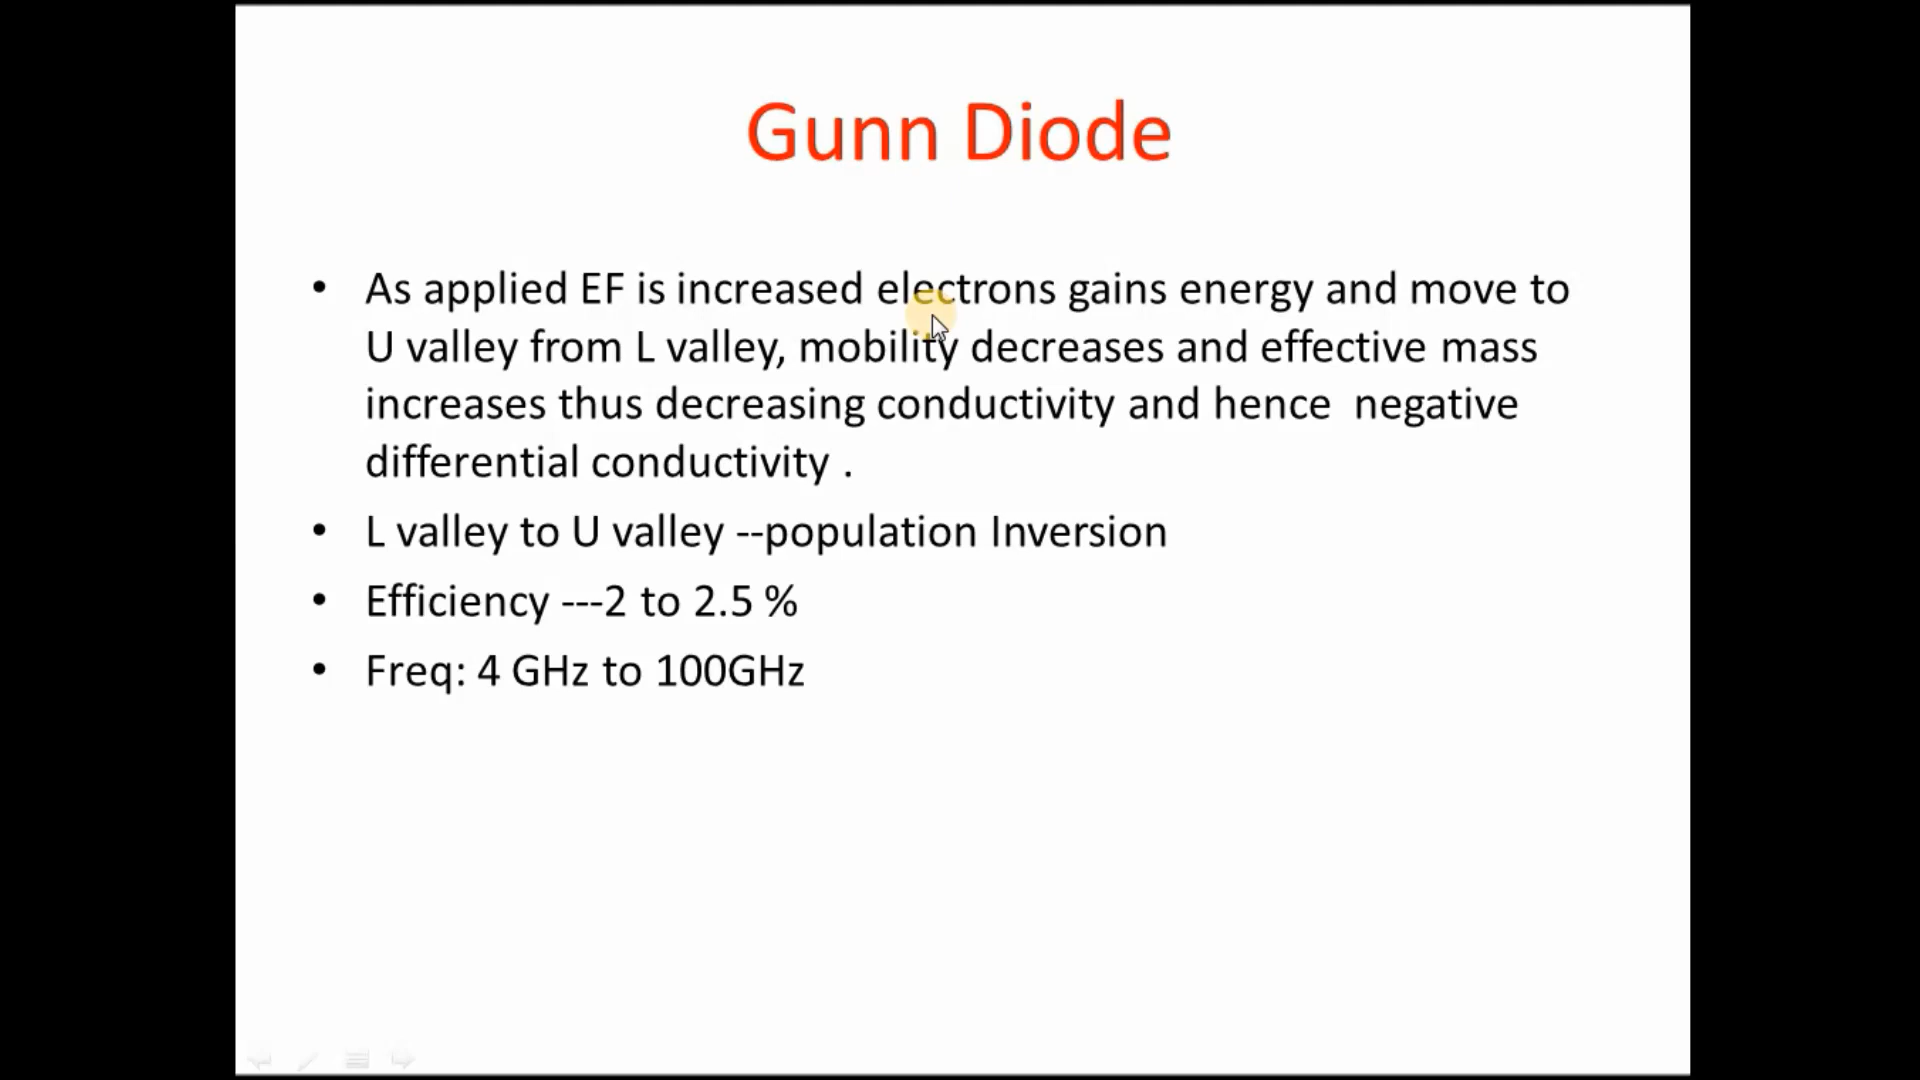 Gunn Diode
• As applied EF is increased electrons gains energy and move to
U valley from L valley, mobility decreases and effective mass
increases thus decreasing conductivity and hence  negative
differential conductivity .
• L valley to U valley --population Inversion
• Efficiency ---2 to 2.5 %
• Freq: 4 GHz to 100GHz